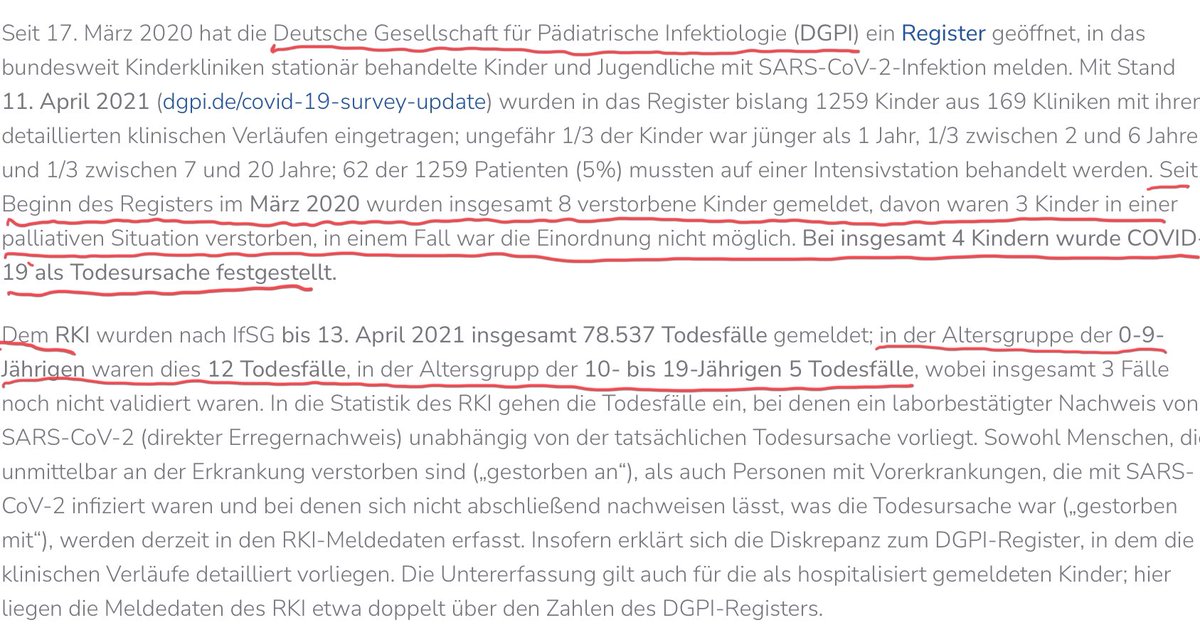 Seit 17. März 2020 hat die Deutsche Gesellschaft für Pädiatrische Infektiologie (DGPI) ein Register geöffnet, in das
bundesweit Kinderkliniken stationär behandelte Kinder und Jugendliche mit SARS-CoV-2-Infektion melden. Mit Stand
11. April 2021 (dgpi.de/covid-19-survey-update) wurden in das Register bislang 1259 Kinder aus 169 Kliniken mit ihren
detaillierten klinischen Verläufen eingetragen; ungefähr 1/3 der Kinder war jünger als 1 Jahr, 1/3 zwischen 2 und 6 Jahre
und 1/3 zwischen 7 und 20 Jahre; 62 der 1259 Patienten (5%) mussten auf einer Intensivstation behandelt werden. Seit
Beginn des Registers im März 2020 wurden insgesamt 8 verstorbene Kinder gemeldet, davon waren 3 Kinder in einer
palliativen Situation verstorben, in einem Fall war die Einordnung nicht möglich. Bei insgesamt 4 Kindern wurde COVID-
19 als Todesursache festgestellt.
Dem RKI wurden nach IfSG bis 13. April 2021 insgesamt 78.537 Todesfälle gemeldet; in der Altersgruppe der 0-9-
Jährigen waren dies 12 Todesfälle, in der Altersgrupp der 10- bis 19-Jährigen 5 Todesfälle, wobei insgesamt 3 Fälle
noch nicht validiert waren. In die Statistik des RKI gehen die Todesfälle ein, bei denen ein laborbestätigter Nachweis von
SARS-CoV-2 (direkter Erregernachweis) unabhängig von der tatsächlichen Todesursache vorliegt. Sowohl Menschen, di
unmittelbar an der Erkrankung verstorben sind („gestorben an“), als auch Personen mit Vorerkrankungen, die mit SARS-
CoV-2 infiziert waren und bei denen sich nicht abschließend nachweisen lässt, was die Todesursache war („gestorben
mit“), werden derzeit in den RKI-Meldedaten erfasst. Insofern erklärt sich die Diskrepanz zum DGPI-Register, in dem die
klinischen Verläufe detailliert vorliegen. Die Untererfassung gilt auch für die als hospitalisiert gemeldeten Kinder; hier
liegen die Meldedaten des RKI etwa doppelt über den Zahlen des DGPI-Registers.